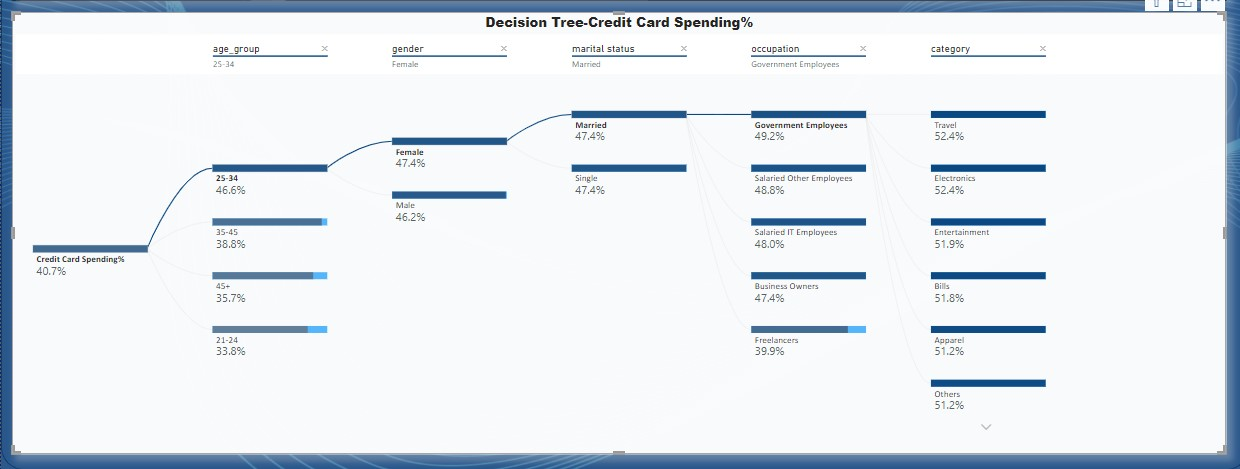 Decision Tree-Credit Card Spending%
age_group
gender
marital status
occupation
category
25-34
Female
Married
Government Employees
Credit Card Spending%
40.7%
25-34
46.6%
35-45
38.8%
45+
35.7%
21-24
33.8%
Female
47.4%
Male
46.2%
Married
47.4%
Single
47.4%
Government Employees
49.2%
Salaried Other Employees
48.8%
Salaried IT Employees
48.0%
Business Owners
47.4%
Freelancers
39.9%
Travel
52.4%
Electronics
52.4%
Entertainment
51.9%
Bills
51.8%
Apparel
51.2%
Others
51.2%